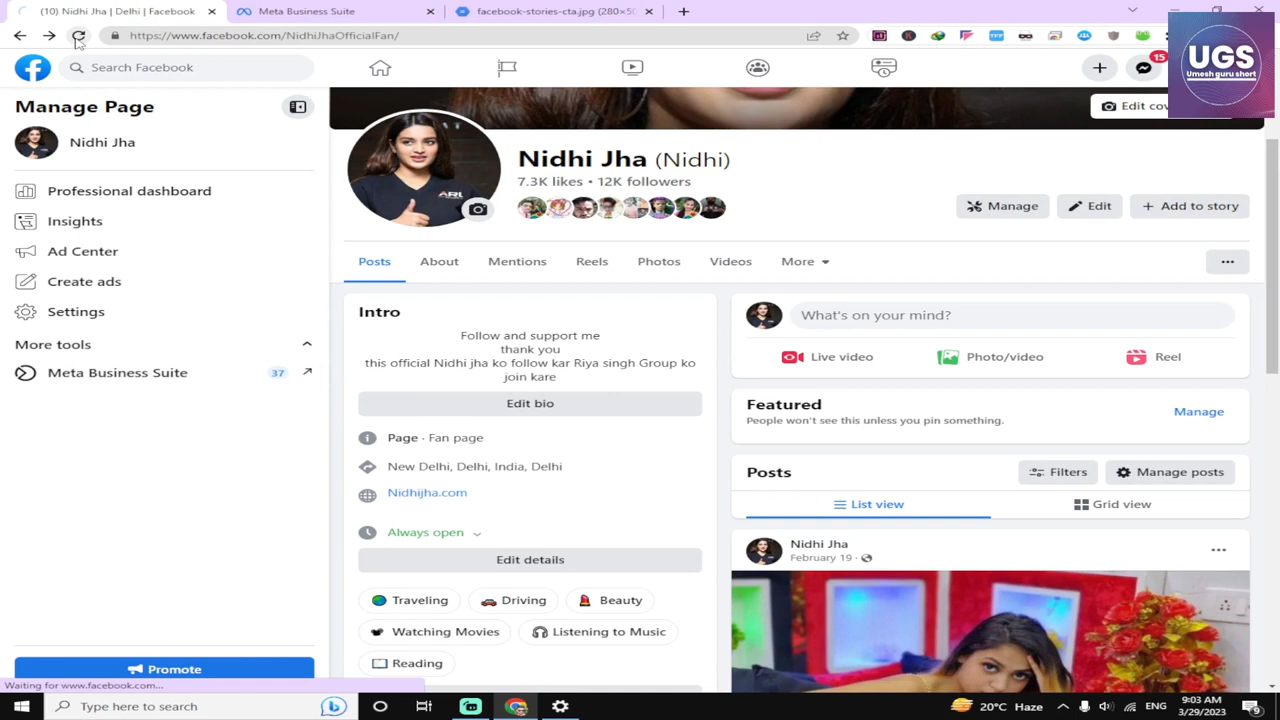 (10) Nidhi Jha | Delhi | Facebook
Meta Business Suite
facebook-stories-cta.jpg (280×50
https://www.facebook.com/NidhiJhaOfficialFan/
UGS
Umesh guru short
Search Facebook
15
Manage Page
Nidhi Jha
Professional dashboard
Insights
Ad Center
Create ads
Settings
More tools
Meta Business Suite
37
Promote
Edit cov
ARL
Nidhi Jha (Nidhi)
7.3K likes • 12K followers
Manage
Edit
Add to story
Posts
About
Mentions
Reels
Photos
Videos
More
Intro
Follow and support me
thank you
this official Nidhi jha ko follow kar Riya singh Group ko
join kare
Edit bio
Page · Fan page
New Delhi, Delhi, India, Delhi
Nidhijha.com
Always open
Edit details
Traveling
Driving
Beauty
Watching Movies
Listening to Music
Reading
What's on your mind?
Live video
Photo/video
Reel
Featured
People won't see this unless you pin something.
Manage
Posts
Filters
Manage posts
List view
Grid view
Nidhi Jha
February 19 ·
Waiting for www.facebook.com...
Type here to search
20°C Haze
ENG
9:03 AM
3/29/2023
9